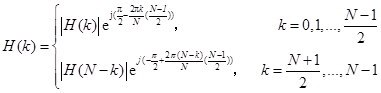 H(k) = { |H(k)| e^{j(π/2 - 2πk/N ((N-1)/2))}, k = 0,1,...,(N-1)/2
|H(N-k)| e^{j(-π/2 + 2π(N-k)/N ((N-1)/2))}, k = (N+1)/2,...,N-1